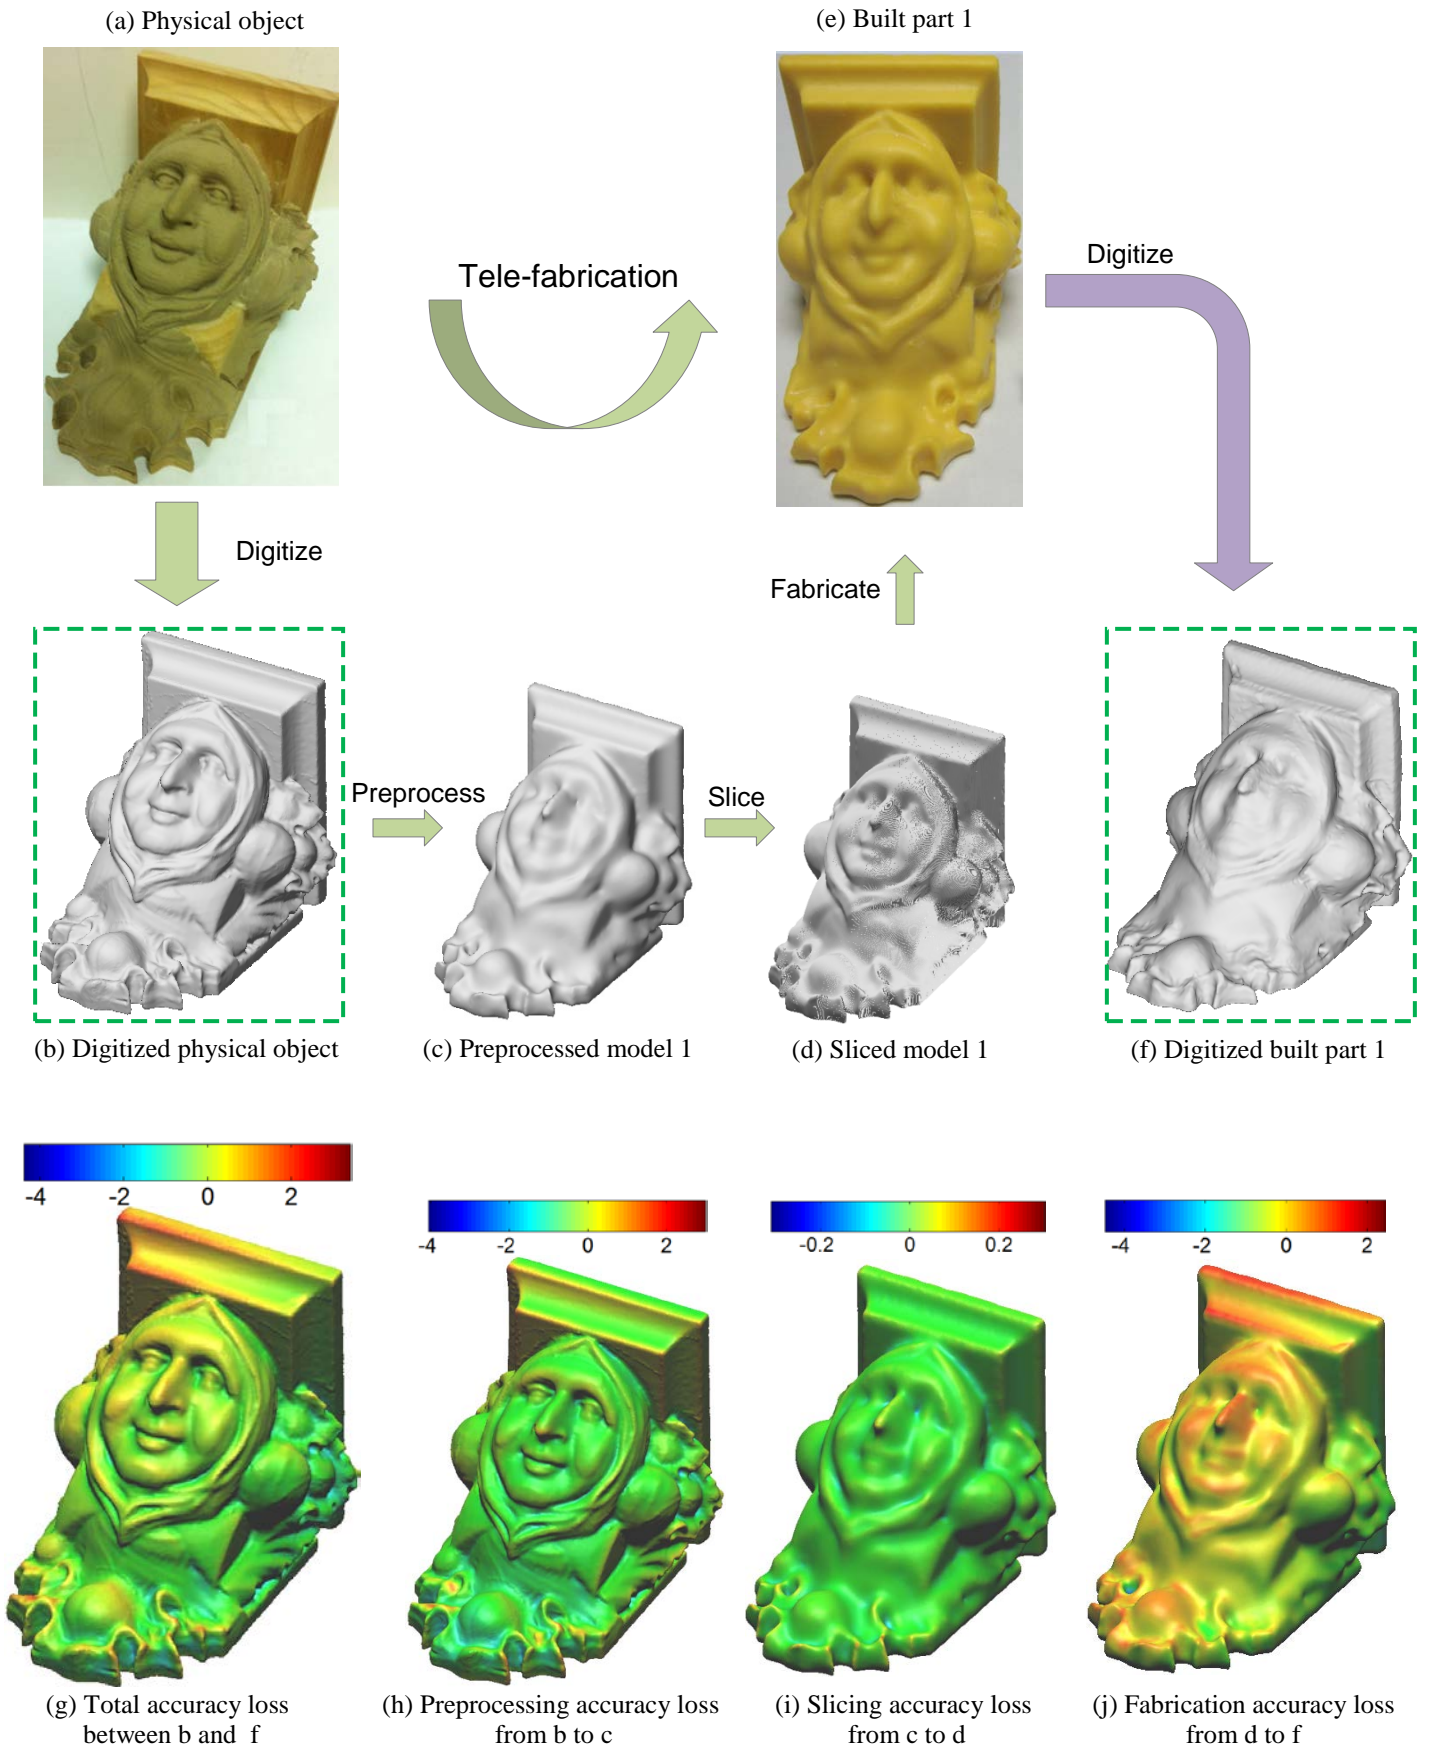 (a) Physical object
(e) Built part 1
Tele-fabrication
Digitize
Digitize
Fabricate
Preprocess
Slice
(b) Digitized physical object
(c) Preprocessed model 1
(d) Sliced model 1
(f) Digitized built part 1
-4 -2 0 2
-4 -2 0 2
-0.2 0 0.2
-4 -2 0 2
(g) Total accuracy loss
between b and f
(h) Preprocessing accuracy loss
from b to c
(i) Slicing accuracy loss
from c to d
(j) Fabrication accuracy loss
from d to f